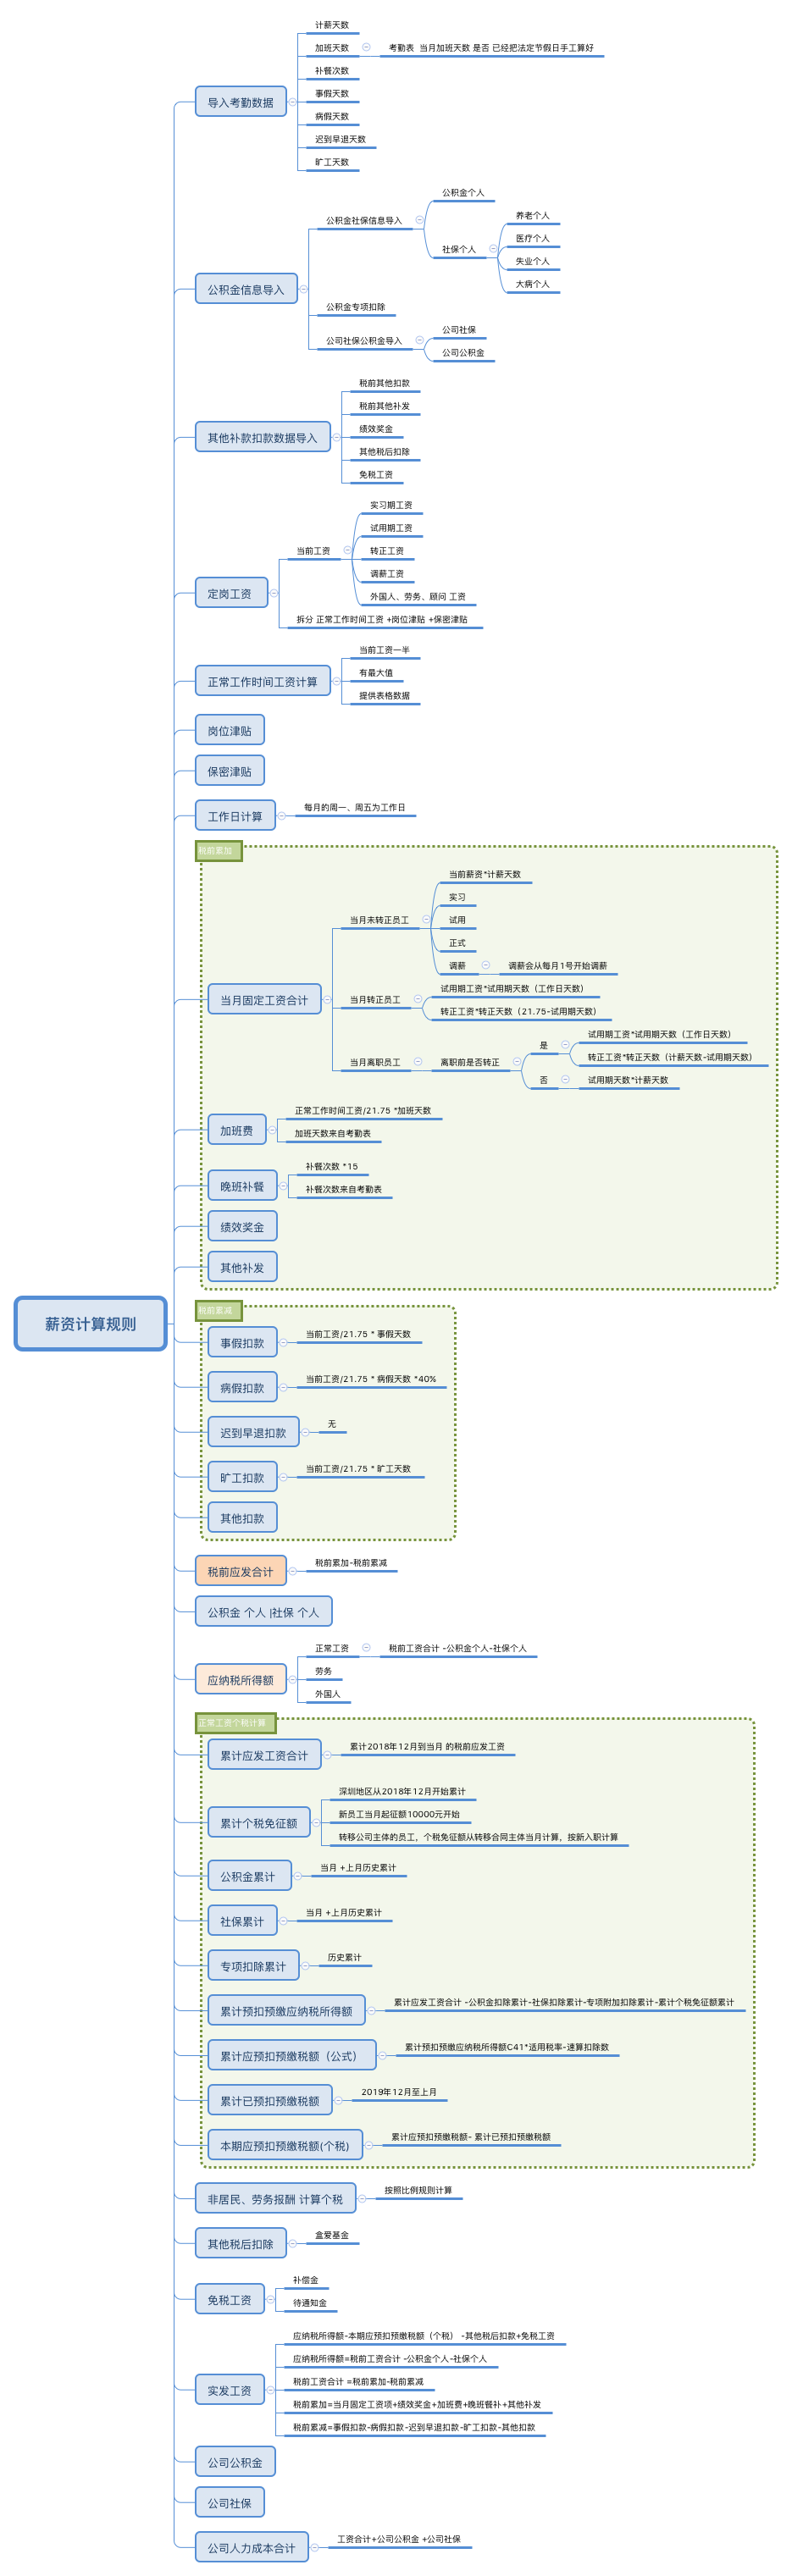 薪资计算规则
导入考勤数据
计薪天数
加班天数
考勤表 当月加班天数 是否 已经把法定节假日手工算好
补餐次数
事假天数
病假天数
迟到早退天数
旷工天数
公积金信息导入
公积金社保信息导入
公积金个人
社保个人
养老个人
医疗个人
失业个人
大病个人
公积金专项扣除
公司社保公积金导入
公司社保
公司公积金
其他补款扣款数据导入
税前其他扣款
税前其他补发
绩效奖金
其他税后扣除
免税工资
定岗工资
当前工资
实习期工资
试用期工资
转正工资
调薪工资
外国人、劳务、顾问 工资
拆分 正常工作时间工资 +岗位津贴 +保密津贴
正常工作时间工资计算
当前工资一半
有最大值
提供表格数据
岗位津贴
保密津贴
工作日计算
每月的周一、周五为工作日
税前累加
当月固定工资合计
当月未转正员工
当前薪资*计薪天数
实习
试用
正式
调薪
调薪会从每月1号开始调薪
当月转正员工
试用期工资*试用期天数（工作日天数）
转正工资*转正天数（21.75-试用期天数）
当月离职员工
离职前是否转正
是
试用期工资*试用期天数（工作日天数）
转正工资*转正天数（计薪天数-试用期天数）
否
试用期天数*计薪天数
加班费
正常工作时间工资/21.75 *加班天数
加班天数来自考勤表
晚班补餐
补餐次数 *15
补餐次数来自考勤表
绩效奖金
其他补发
税前累减
事假扣款
当前工资/21.75 * 事假天数
病假扣款
当前工资/21.75 * 病假天数 *40%
迟到早退扣款
无
旷工扣款
当前工资/21.75 * 旷工天数
其他扣款
税前应发合计
税前累加-税前累减
公积金 个人 |社保 个人
应纳税所得额
正常工资
税前工资合计 -公积金个人-社保个人
劳务
外国人
正常工资个税计算
累计应发工资合计
累计2018年12月到当月 的税前应发工资
累计个税免征额
深圳地区从2018年12月开始累计
新员工当月起征额10000元开始
转移公司主体的员工，个税免征额从转移合同主体当月计算，按新入职计算
公积金累计
当月 +上月历史累计
社保累计
当月 +上月历史累计
专项扣除累计
历史累计
累计预扣预缴应纳税所得额
累计应发工资合计 -公积金扣除累计-社保扣除累计-专项附加扣除累计-累计个税免征额累计
累计应预扣预缴税额（公式）
累计预扣预缴应纳税所得额C41*适用税率-速算扣除数
累计已预扣预缴税额
2019年12月至上月
本期应预扣预缴税额(个税)
累计应预扣预缴税额- 累计已预扣预缴税额
非居民、劳务报酬 计算个税
按照比例规则计算
其他税后扣除
盒爱基金
免税工资
补偿金
待通知金
实发工资
应纳税所得额-本期应预扣预缴税额（个税） -其他税后扣款+免税工资
应纳税所得额=税前工资合计 -公积金个人-社保个人
税前工资合计 =税前累加-税前累减
税前累加=当月固定工资项+绩效奖金+加班费+晚班餐补+其他补发
税前累减=事假扣款-病假扣款-迟到早退扣款-旷工扣款-其他扣款
公司公积金
公司社保
公司人力成本合计
工资合计+公司公积金 +公司社保